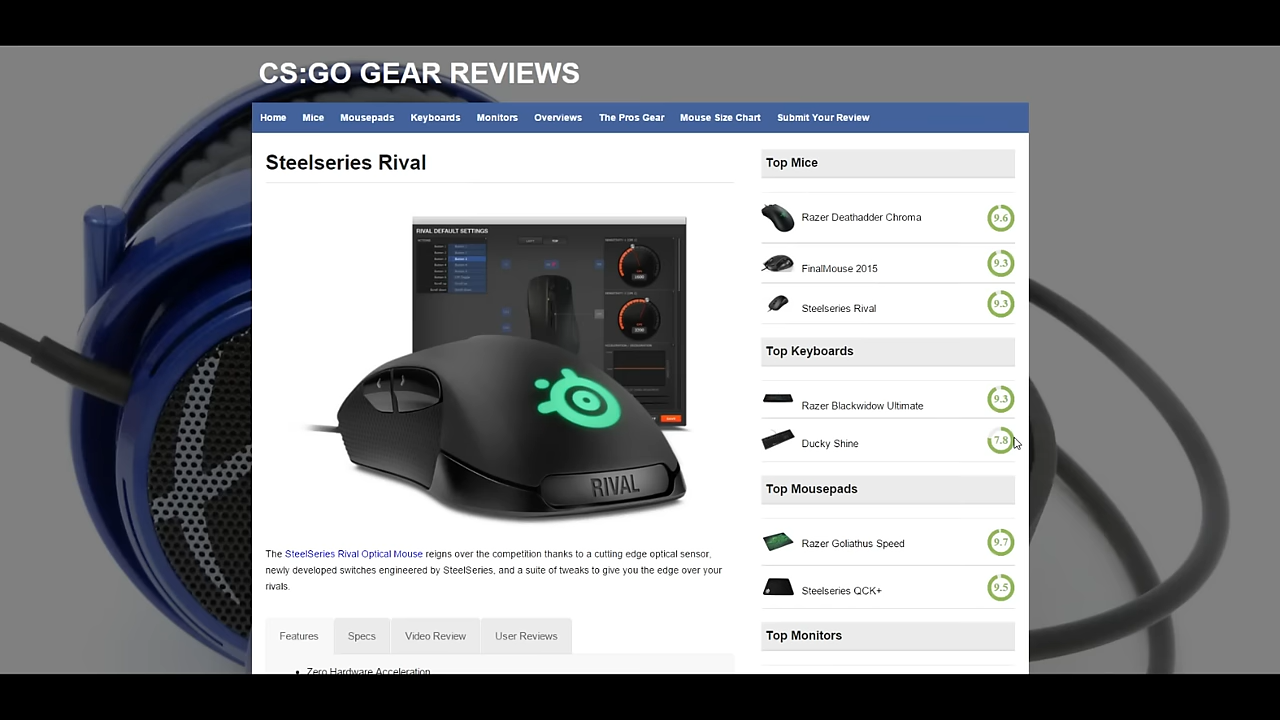 CS:GO GEAR REVIEWS
Home Mice Mousepads Keyboards Monitors Overviews The Pros Gear Mouse Size Chart Submit Your Review
Steelseries Rival
RIVAL DEFAULT SETTINGS
RIVAL
The SteelSeries Rival Optical Mouse reigns over the competition thanks to a cutting edge optical sensor,
newly developed switches engineered by SteelSeries, and a suite of tweaks to give you the edge over your
rivals.
Features Specs Video Review User Reviews
Zero Hardware Acceleration
Top Mice
Razer Deathadder Chroma 9.6
FinalMouse 2015 9.3
Steelseries Rival 9.3
Top Keyboards
Razer Blackwidow Ultimate 9.3
Ducky Shine 7.8
Top Mousepads
Razer Goliathus Speed 9.7
Steelseries QCK+ 9.5
Top Monitors